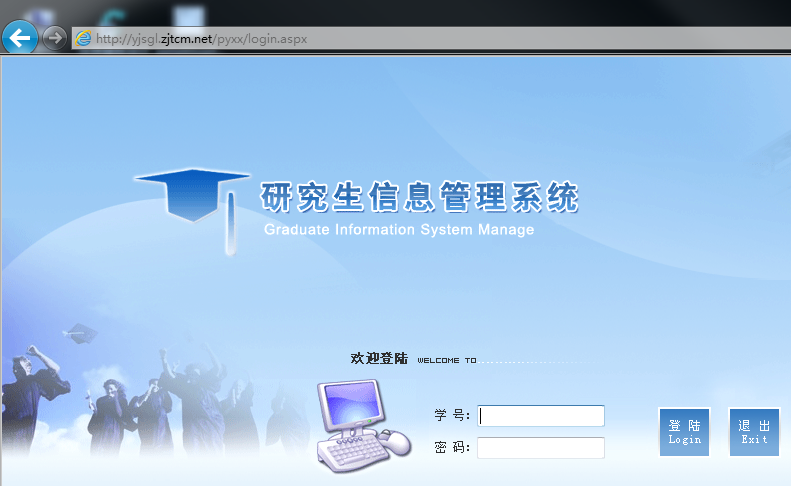 http://yjsgl.zjtcm.net/pyxx/login.aspx
研究生信息管理系统
Graduate Information System Manage
欢迎登陆 WELCOME TO
学 号:
登 陆
Login
退 出
Exit
密 码: